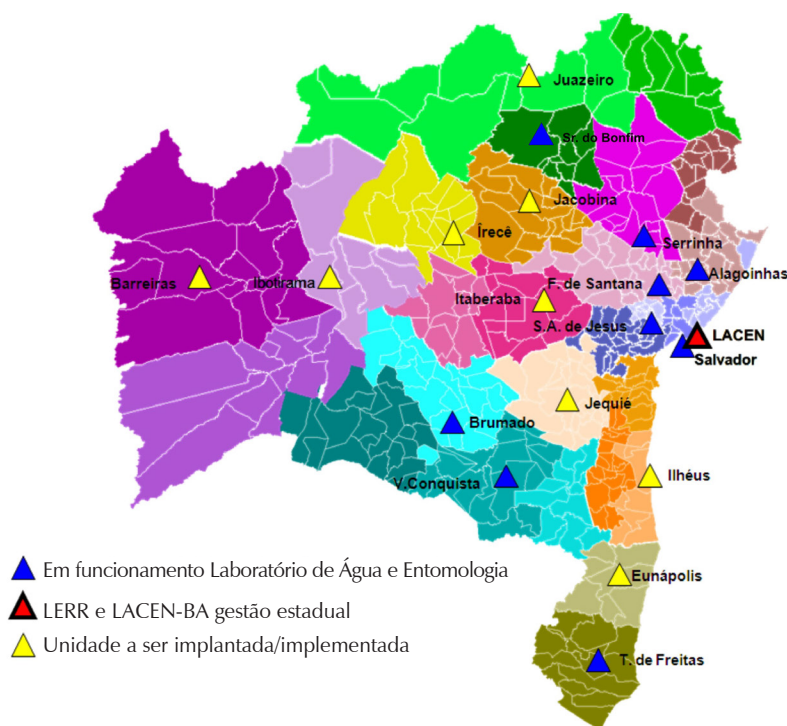 Juazeiro
Sr. do Bonfim
Jacobina
Îrecê
Serrinha
Barreiras
Ibotirama
F. de Santana
Alagoinhas
Itaberaba
S.A. de Jesus
LACEN
Salvador
Jequié
Brumado
V.Conquista
Ilhéus
Em funcionamento Laboratório de Água e Entomologia
Eunápolis
LERR e LACEN-BA gestão estadual
Unidade a ser implantada/implementada
T. de Freitas